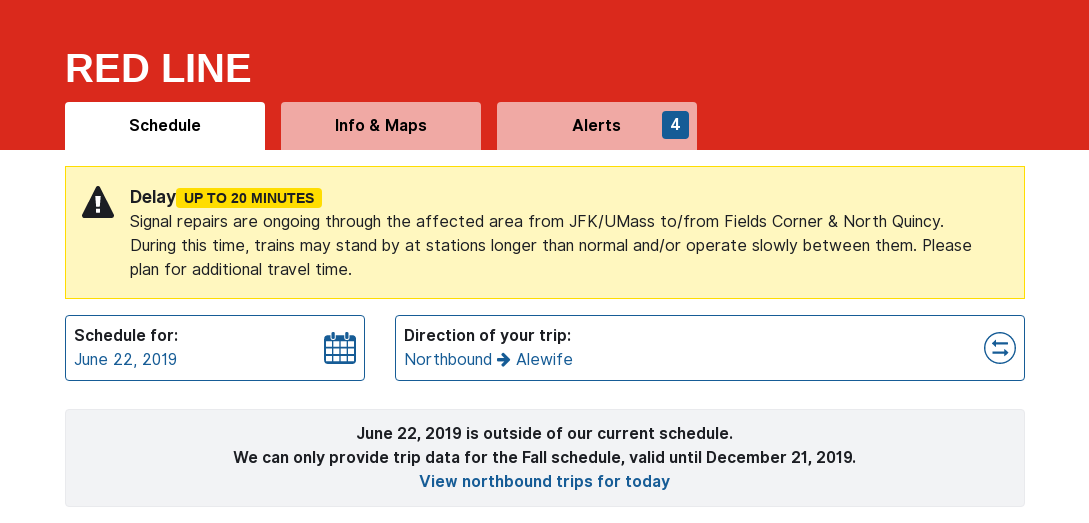 RED LINE
Schedule
Info & Maps
Alerts
4
Delay UP TO 20 MINUTES
Signal repairs are ongoing through the affected area from JFK/UMass to/from Fields Corner & North Quincy.
During this time, trains may stand by at stations longer than normal and/or operate slowly between them. Please
plan for additional travel time.
Schedule for:
June 22, 2019
Direction of your trip:
Northbound → Alewife
June 22, 2019 is outside of our current schedule.
We can only provide trip data for the Fall schedule, valid until December 21, 2019.
View northbound trips for today